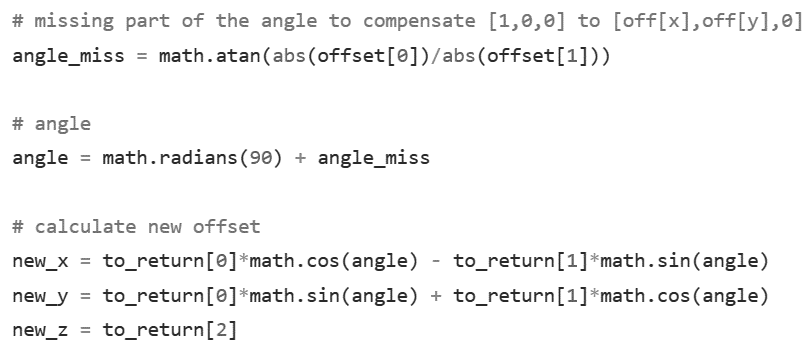 # missing part of the angle to compensate [1,0,0] to [off[x],off[y],0]
angle_miss = math.atan(abs(offset[0])/abs(offset[1]))
# angle
angle = math.radians(90) + angle_miss
# calculate new offset
new_x = to_return[0]*math.cos(angle) - to_return[1]*math.sin(angle)
new_y = to_return[0]*math.sin(angle) + to_return[1]*math.cos(angle)
new_z = to_return[2]